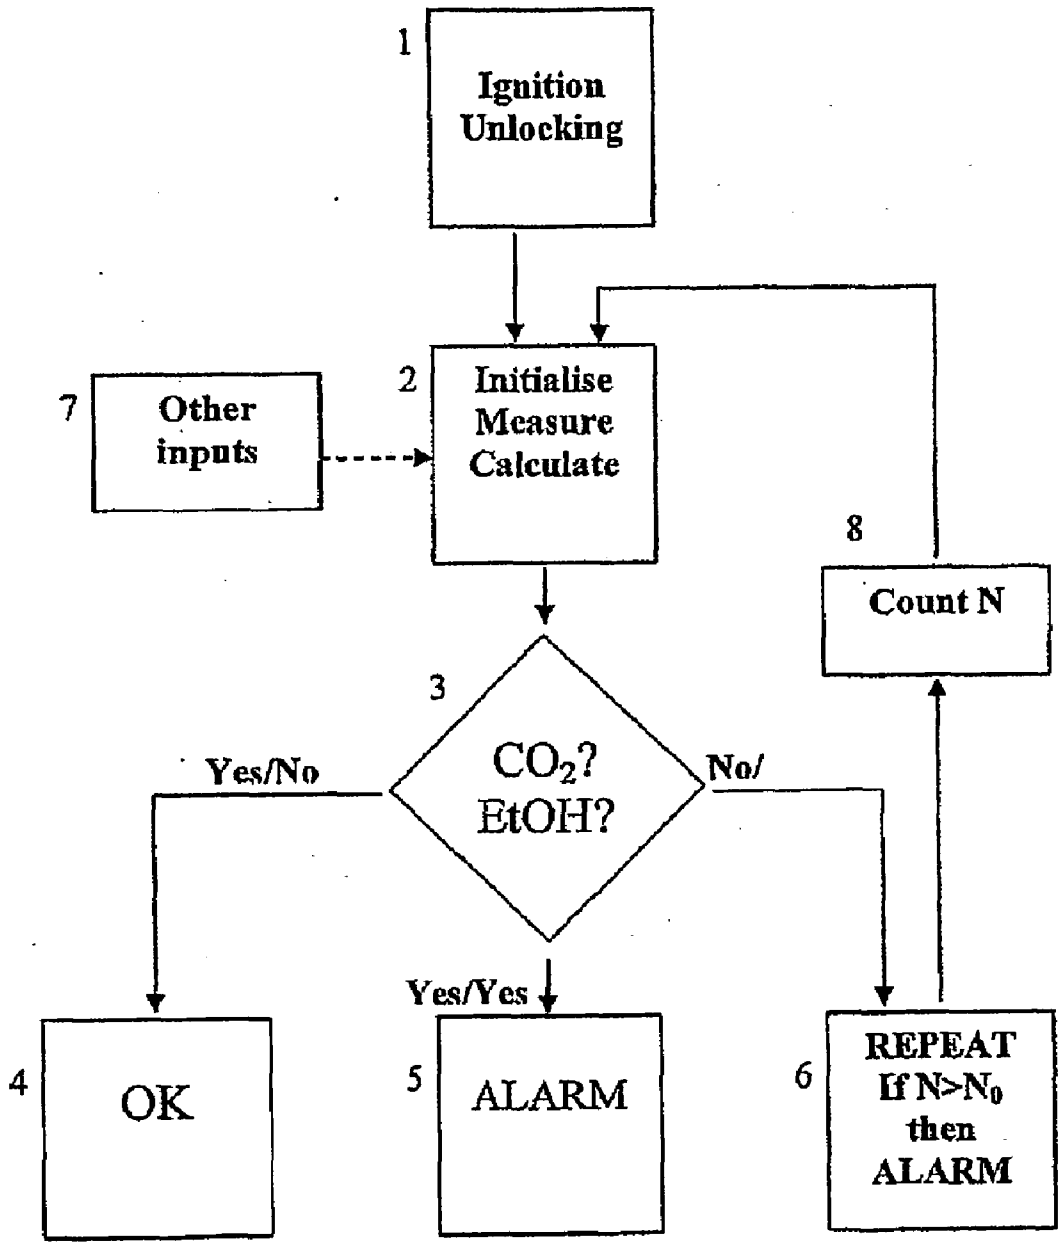 1
Ignition
Unlocking
2
Initialise
Measure
Calculate
7
Other
inputs
8
Count N
3
CO₂?
EtOH?
Yes/No
No/
Yes/Yes
4
OK
5
ALARM
6
REPEAT
If N>N₀
then
ALARM